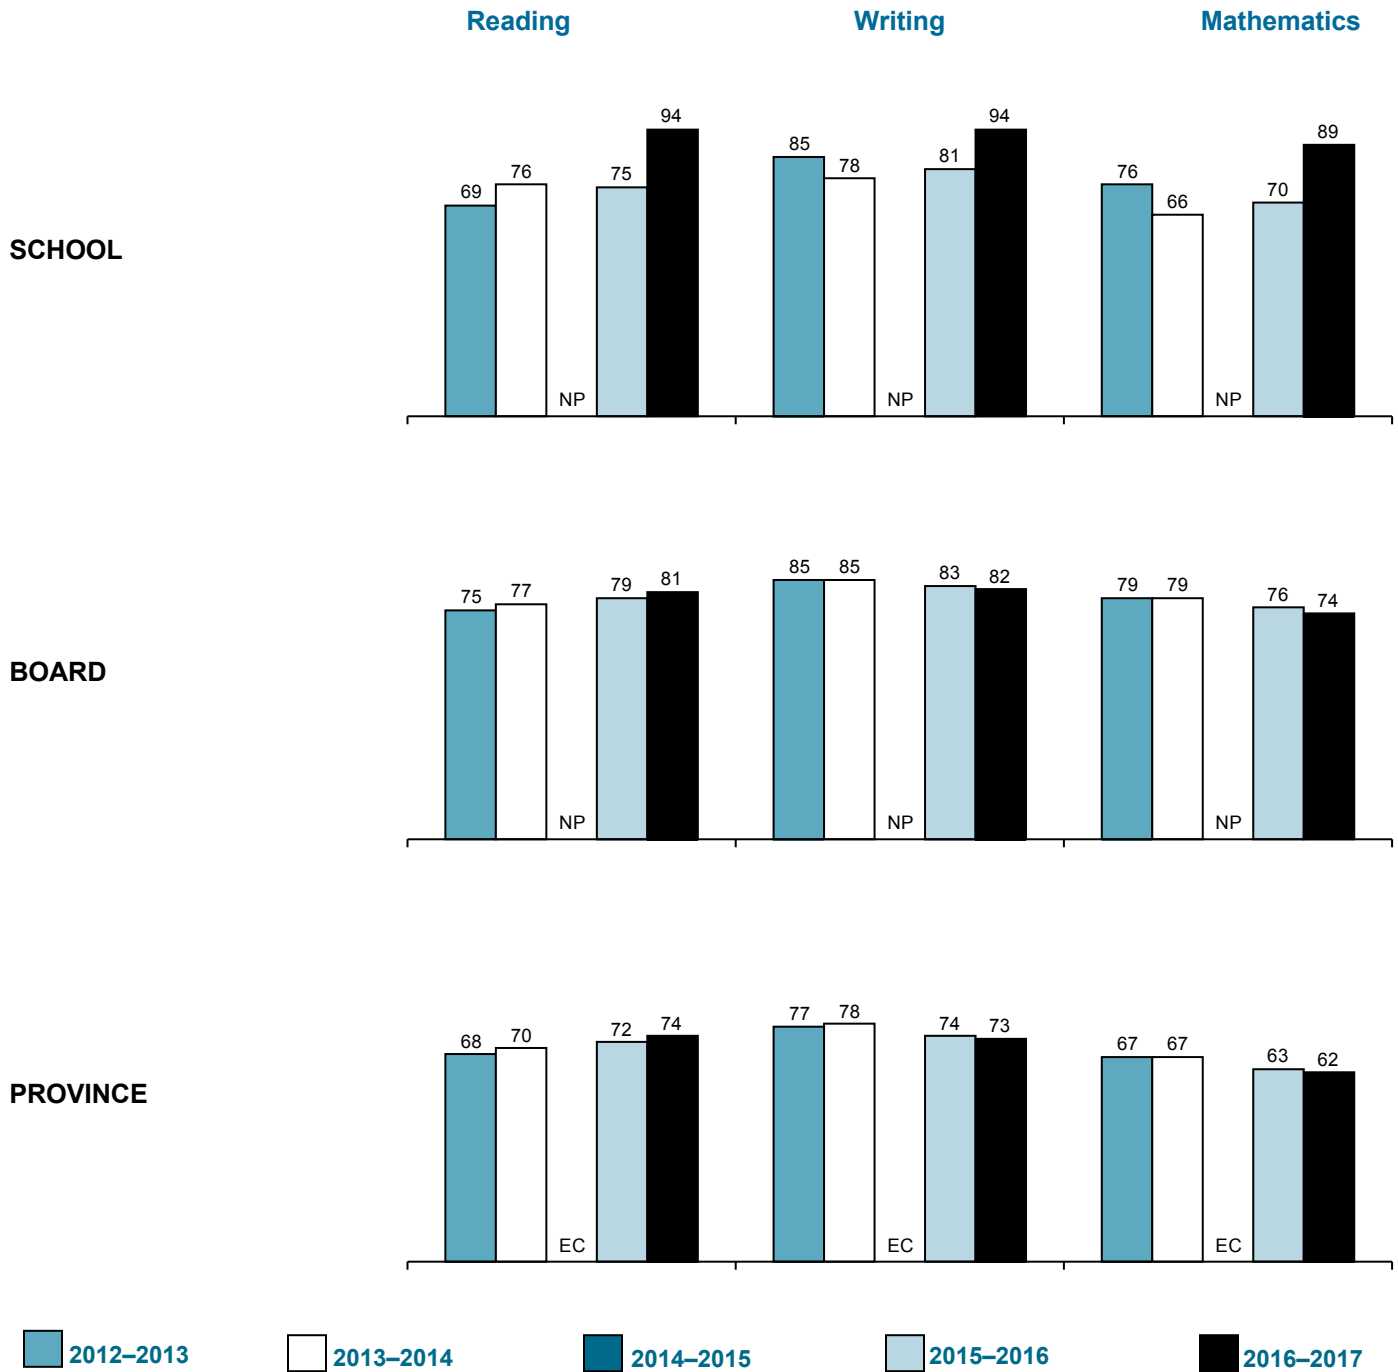 Reading Writing Mathematics
SCHOOL
69 76 NP 75 94 85 78 NP 81 94 76 66 NP 70 89
BOARD
75 77 NP 79 81 85 85 NP 83 82 79 79 NP 76 74
PROVINCE
68 70 EC 72 74 77 78 EC 74 73 67 67 EC 63 62
2012–2013 2013–2014 2014–2015 2015–2016 2016–2017